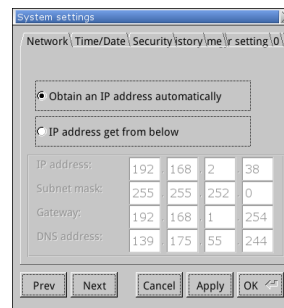 System settings
Network Time/Date Security istory me r setting 0
Obtain an IP address automatically
IP address get from below
IP address: 192 . 168 . 2 . 38
Subnet mask: 255 . 255 . 252 . 0
Gateway: 192 . 168 . 1 . 254
DNS address: 139 . 175 . 55 . 244
Prev Next Cancel Apply OK